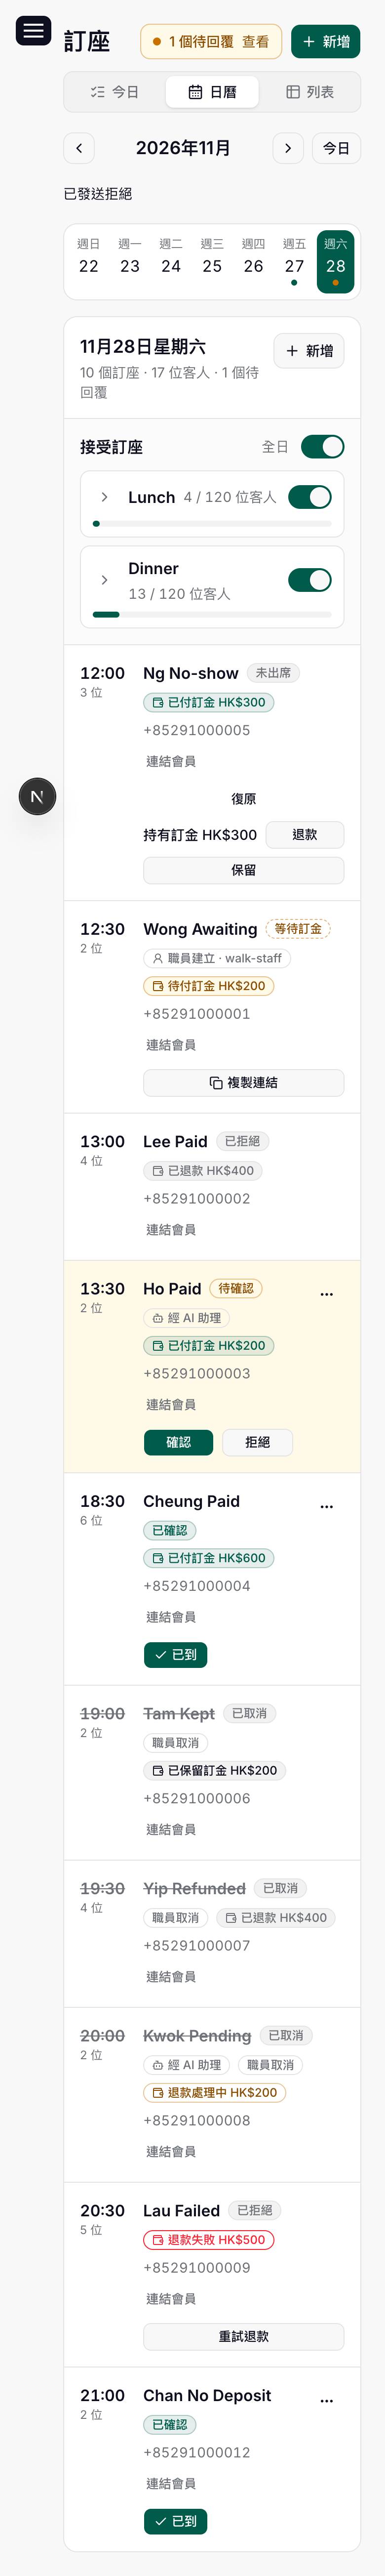 訂座
1 個待回覆 查看
+ 新增
今日 日曆 列表
2026年11月 今日
已發送拒絕
週日 週一 週二 週三 週四 週五 週六
22 23 24 25 26 27 28
11月28日星期六
+ 新增
10 個訂座 · 17 位客人 · 1 個待
回覆
接受訂座 全日
Lunch 4 / 120 位客人
Dinner
13 / 120 位客人
12:00 Ng No-show 未出席
3 位
已付訂金 HK$300
+85291000005
連結會員
復原
N
持有訂金 HK$300 退款
保留
12:30 Wong Awaiting 等待訂金
2 位
職員建立 · walk-staff
待付訂金 HK$200
+85291000001
連結會員
複製連結
13:00 Lee Paid 已拒絕
4 位
已退款 HK$400
+85291000002
連結會員
13:30 Ho Paid 待確認 ...
2 位
經 AI 助理
已付訂金 HK$200
+85291000003
連結會員
確認 拒絕
18:30 Cheung Paid ...
6 位
已確認
已付訂金 HK$600
+85291000004
連結會員
已到
19:00 Tam Kept 已取消
2 位
職員取消
已保留訂金 HK$200
+85291000006
連結會員
19:30 Yip Refunded 已取消
4 位
職員取消 已退款 HK$400
+85291000007
連結會員
20:00 Kwok Pending 已取消
2 位
經 AI 助理 職員取消
退款處理中 HK$200
+85291000008
連結會員
20:30 Lau Failed 已拒絕
5 位
退款失敗 HK$500
+85291000009
連結會員
重試退款
21:00 Chan No Deposit ...
2 位
已確認
+85291000012
連結會員
已到